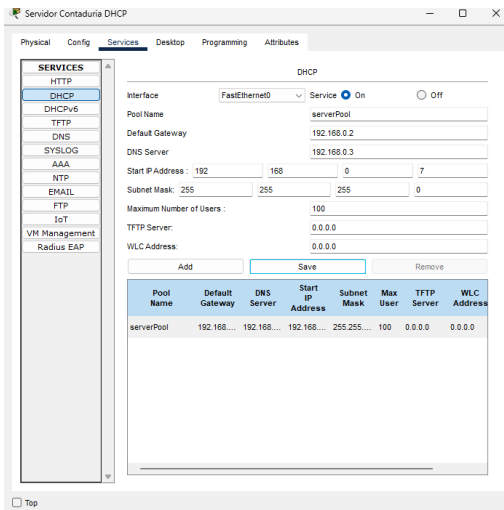 Servidor Contaduria DHCP
Physical Config Services Desktop Programming Attributes
SERVICES
HTTP
DHCP
DHCPv6
TFTP
DNS
SYSLOG
AAA
NTP
EMAIL
FTP
IoT
VM Management
Radius EAP
DHCP
Interface FastEthernet0 Service On Off
Pool Name serverPool
Default Gateway 192.168.0.2
DNS Server 192.168.0.3
Start IP Address : 192 168 0 7
Subnet Mask: 255 255 255 0
Maximum Number of Users : 100
TFTP Server: 0.0.0.0
WLC Address: 0.0.0.0
Add Save Remove
Pool Name Default Gateway DNS Server Start IP Address Subnet Mask Max User TFTP Server WLC Address
serverPool 192.168.... 192.168.... 192.168.... 255.255.... 100 0.0.0.0 0.0.0.0
Top